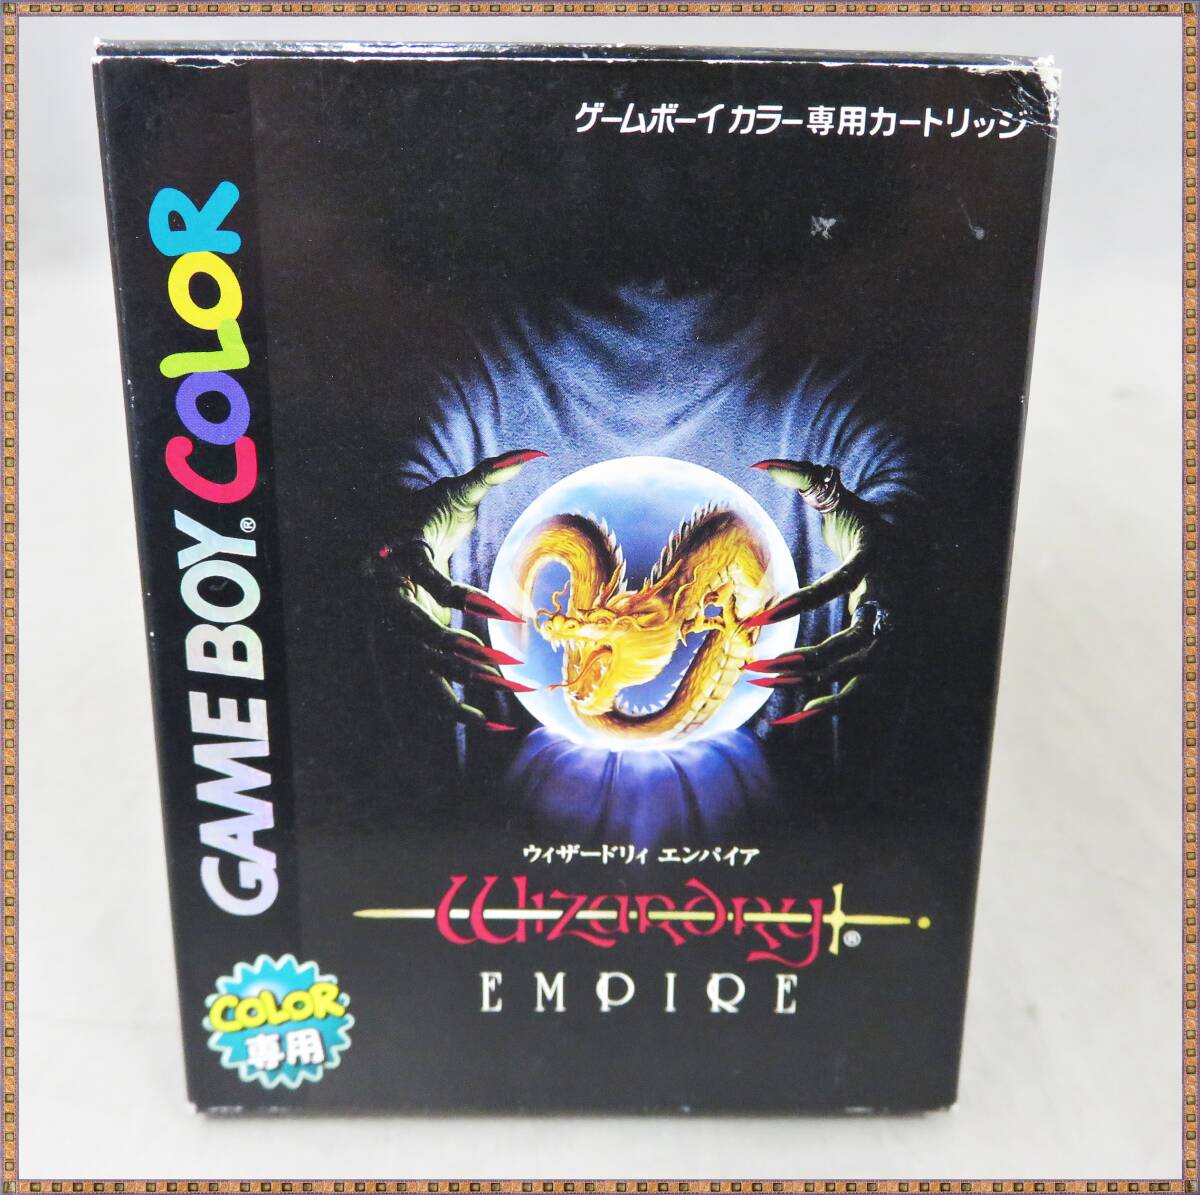 ゲームボーイカラー専用カートリッジ
GAME BOY® COLOR
ウィザードリィ エンパイア
Wizardry®
EMPIRE
COLOR
専用